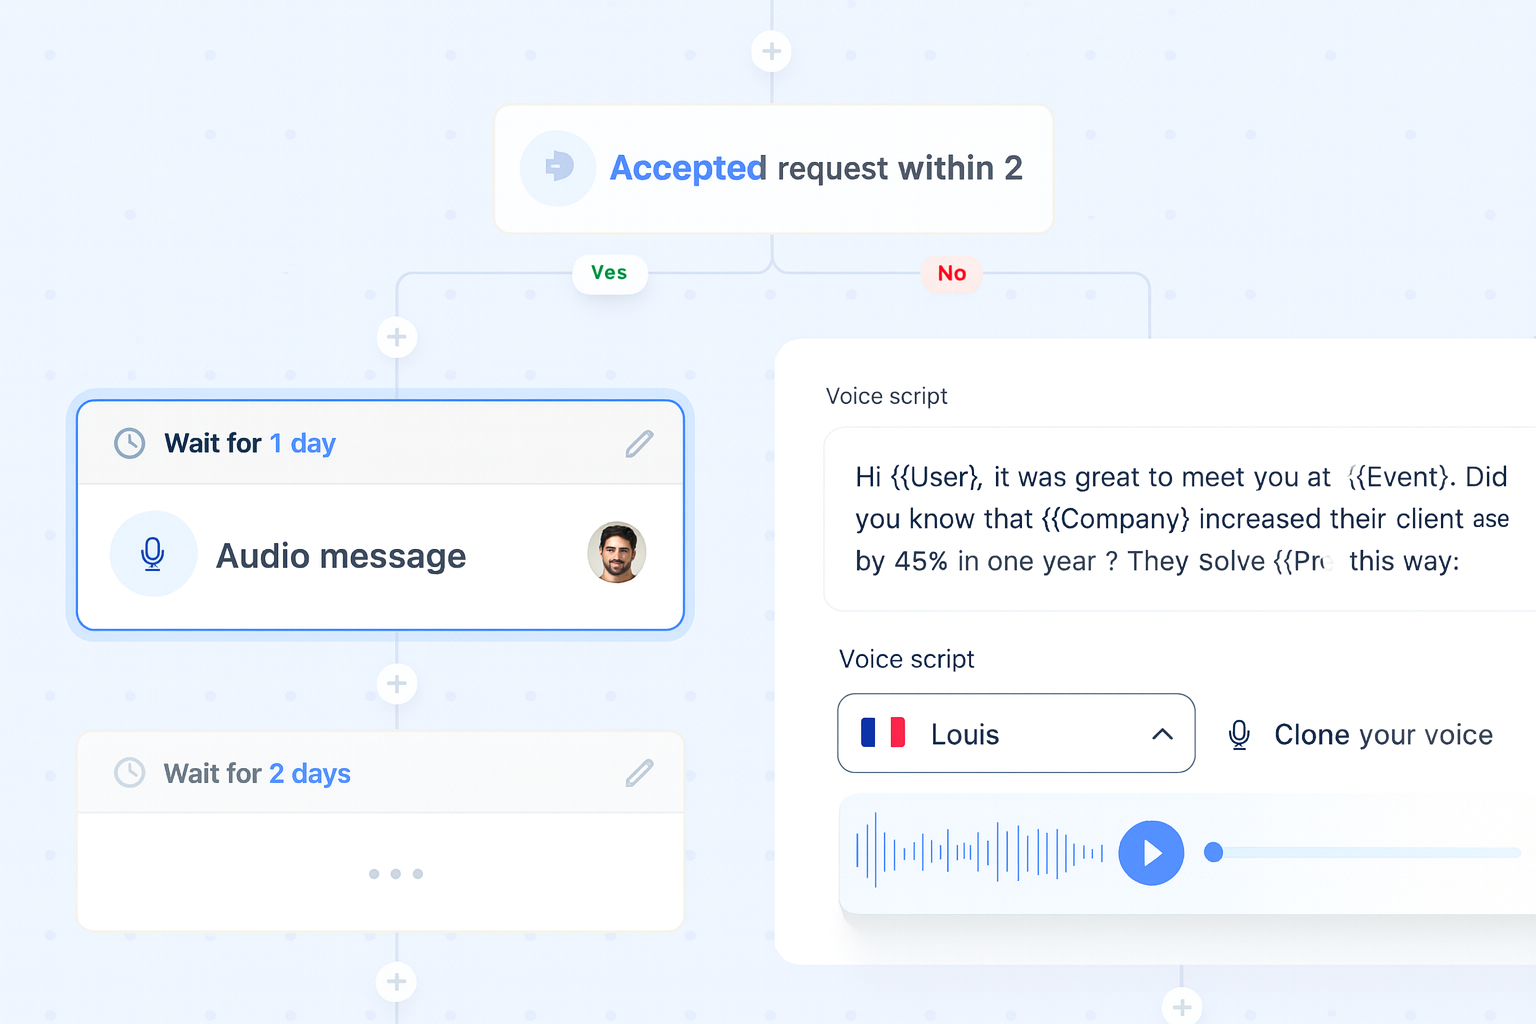 Accepted request within 2
Ves
No
Wait for 1 day
Audio message
Wait for 2 days
Voice script
Hi {{User}, it was great to meet you at {{Event}. Did
you know that {{Company} increased their client ase
by 45% in one year ? They Solve {{Pr this way:
Voice script
Louis
Clone your voice